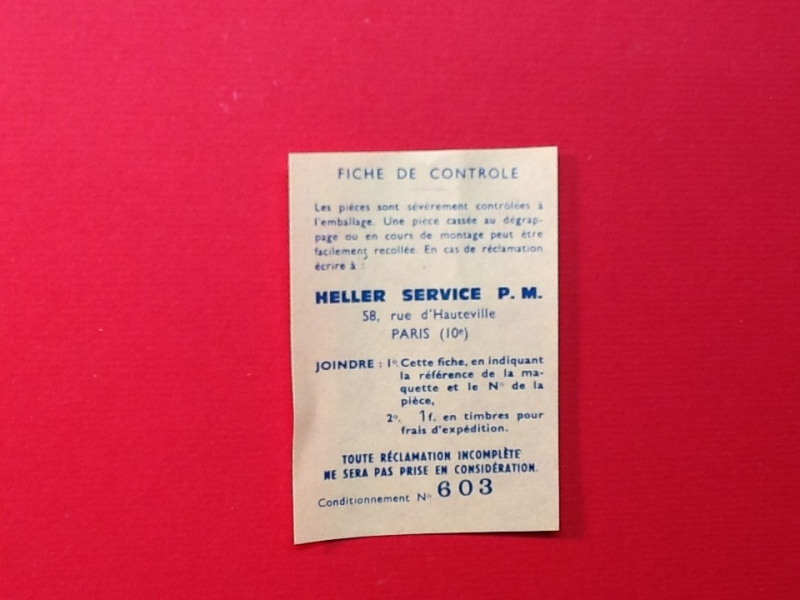 FICHE DE CONTROLE
Les pièces sont sévèrement contrôlées à
l'emballage. Une pièce cassée au dégrap-
page ou en cours de montage peut être
facilement recollée. En cas de réclamation
écrire à :
HELLER SERVICE P. M.
58, rue d'Hauteville
PARIS (10e)
JOINDRE : 1o. Cette fiche, en indiquant
la référence de la ma-
quette et le No de la
pièce,
2o. 1f. en timbres pour
frais d'expédition.
TOUTE RÉCLAMATION INCOMPLÈTE
NE SERA PAS PRISE EN CONSIDÉRATION.
Conditionnement No 603